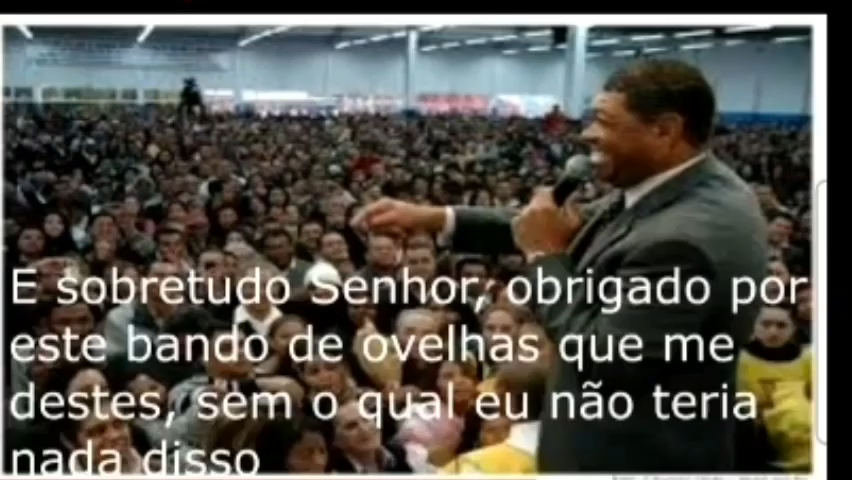 E sobretudo Senhor, obrigado por
este bando de ovelhas que me
destes, sem o qual eu não teria
nada disso